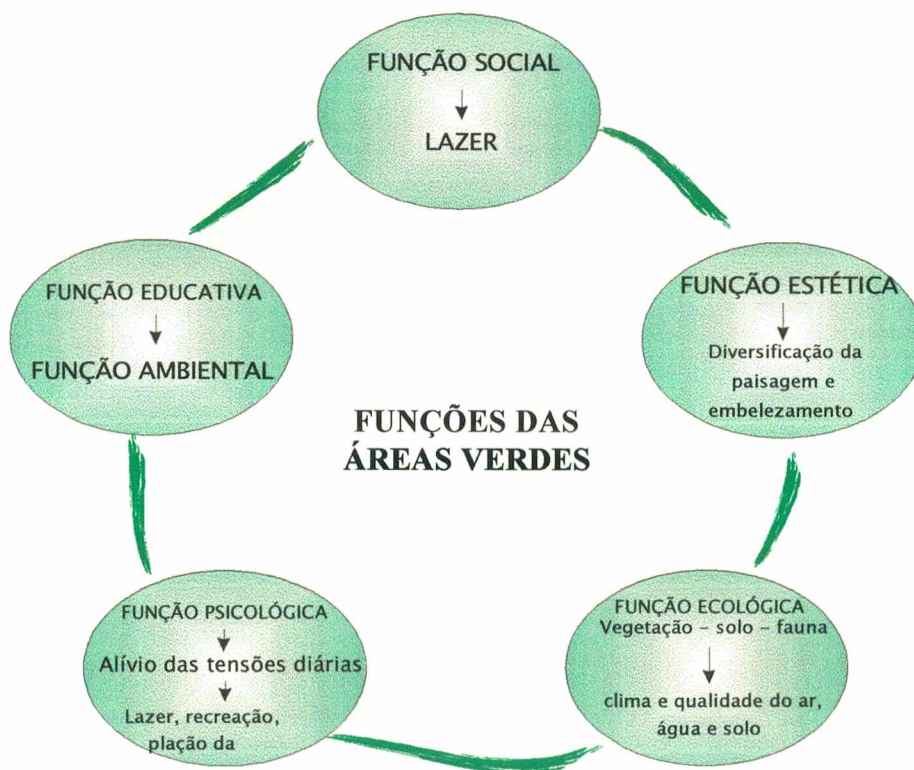 FUNÇÃO SOCIAL
LAZER
FUNÇÃO ESTÉTICA
Diversificação da
paisagem e
embelezamento
FUNÇÃO ECOLÓGICA
Vegetação – solo – fauna
clima e qualidade do ar,
água e solo
FUNÇÃO PSICOLÓGICA
Alívio das tensões diárias
Lazer, recreação,
plação da
FUNÇÃO EDUCATIVA
FUNÇÃO AMBIENTAL
FUNÇÕES DAS
ÁREAS VERDES